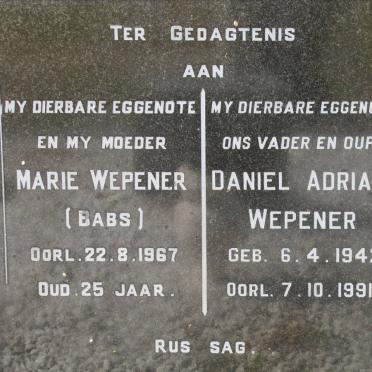 TER GEDAGTENIS
AAN
MY DIERBARE EGGENOTE
EN MY MOEDER
MARIE WEPENER
(BABS)
OORL. 22.8.1967
OUD. 25 JAAR.
MY DIERBARE EGGENO
ONS VADER EN OUP
DANIEL ADRIA
WEPENER
GEB. 6.4.194
OORL. 7.10.1991
RUS SAG.